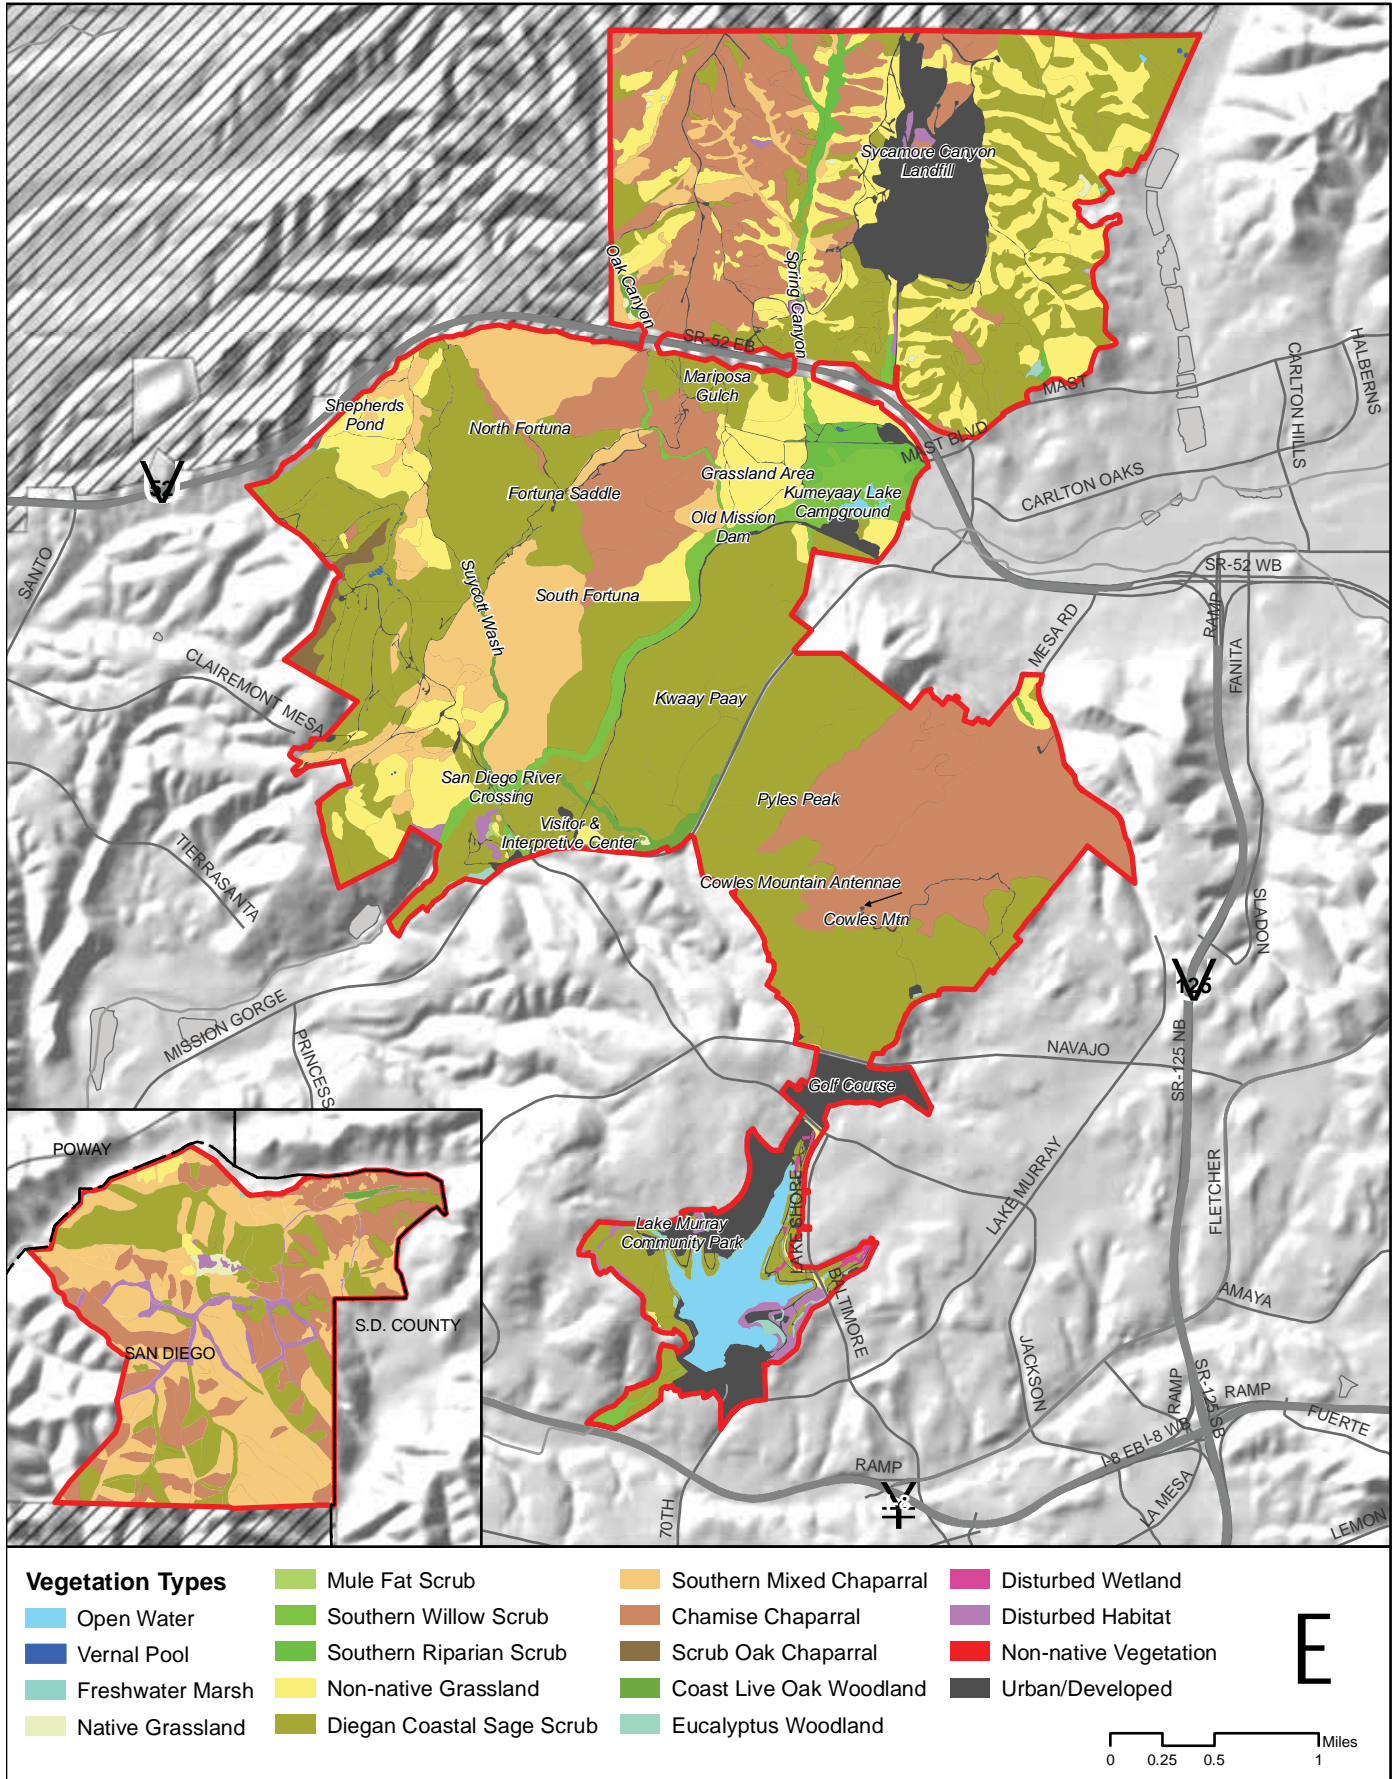 Sycamore Canyon
Landfill
Oak Canyon
Spring Canyon
SR-52 EB
Mariposa
Gulch
Shepherds
Pond
North Fortuna
MAST
HALBERNS
CARLTON HILLS
MAST BLVD
CARLTON OAKS
52
Grassland Area
Fortuna Saddle
Kumeyaay Lake
Campground
Old Mission
Dam
SANTO
Suycott Wash
South Fortuna
SR-52 WB
RAMP
MESA RD
FANITA
CLAIREMONT MESA
Kwaay Paay
San Diego River
Crossing
Pyles Peak
Visitor &
Interpretive Center
TIERRASANTA
Cowles Mountain Antennae
Cowles Mtn
SLADON
125
MISSION GORGE
PRINCESS
NAVAJO
SR-125 NB
Golf Course
POWAY
S.D. COUNTY
SAN DIEGO
LAKE SHORE
LAKE MURRAY
FLETCHER
Lake Murray
Community Park
BALTIMORE
AMAYA
JACKSON
RAMP
SR-125 SB
RAMP
FUERTE
I-8 WB
I-8 EB
RAMP
8
LA MESA
70TH
LEMON
Vegetation Types
Open Water
Vernal Pool
Freshwater Marsh
Native Grassland
Mule Fat Scrub
Southern Willow Scrub
Southern Riparian Scrub
Non-native Grassland
Diegan Coastal Sage Scrub
Southern Mixed Chaparral
Chamise Chaparral
Scrub Oak Chaparral
Coast Live Oak Woodland
Eucalyptus Woodland
Disturbed Wetland
Disturbed Habitat
Non-native Vegetation
Urban/Developed
E
Miles
0 0.25 0.5 1